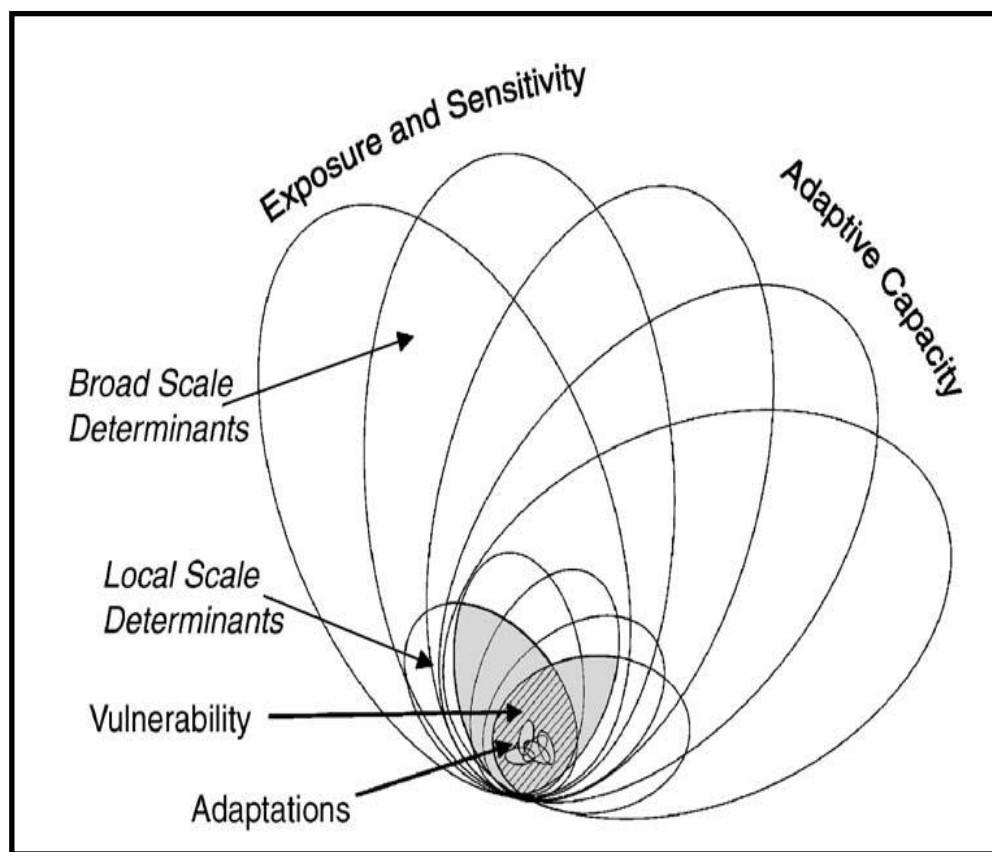 Exposure and Sensitivity
Adaptive Capacity
Broad Scale
Determinants
Local Scale
Determinants
Vulnerability
Adaptations